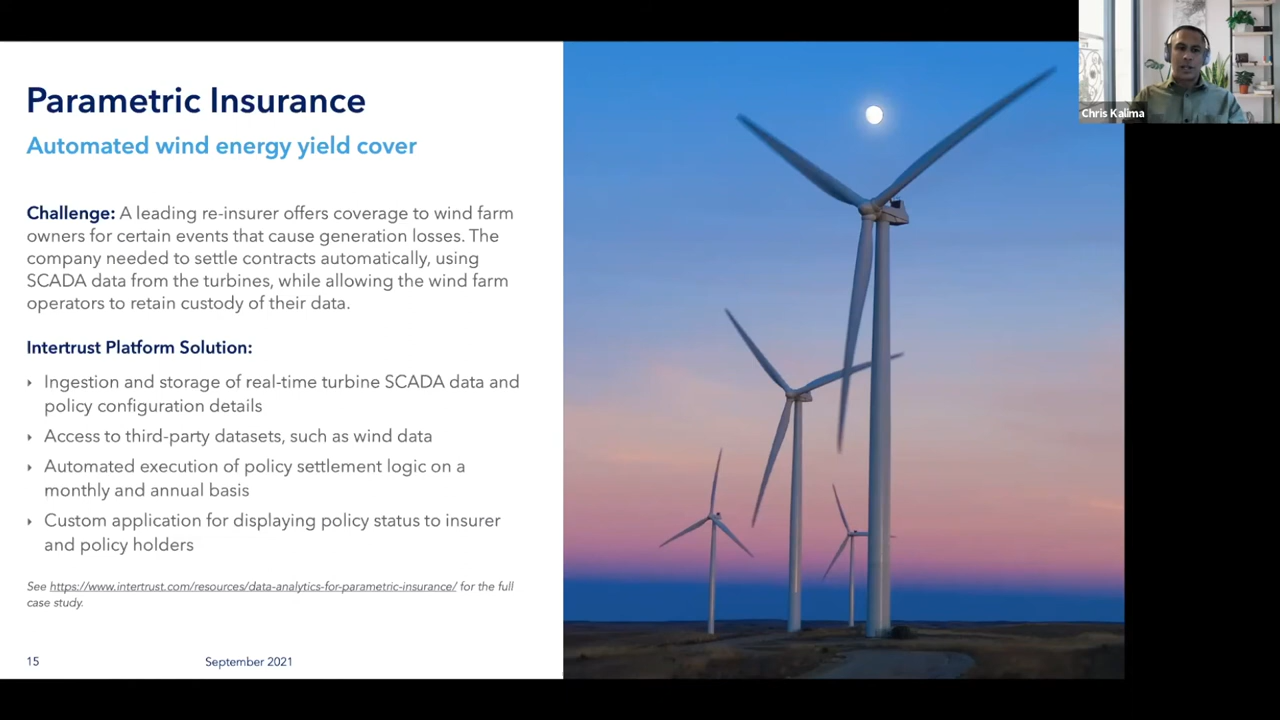 Parametric Insurance
Automated wind energy yield cover
Challenge: A leading re-insurer offers coverage to wind farm
owners for certain events that cause generation losses. The
company needed to settle contracts automatically, using
SCADA data from the turbines, while allowing the wind farm
operators to retain custody of their data.
Intertrust Platform Solution:
‣ Ingestion and storage of real-time turbine SCADA data and
policy configuration details
‣ Access to third-party datasets, such as wind data
‣ Automated execution of policy settlement logic on a
monthly and annual basis
‣ Custom application for displaying policy status to insurer
and policy holders
See https://www.intertrust.com/resources/data-analytics-for-parametric-insurance/ for the full
case study.
15 September 2021
Chris Kalima